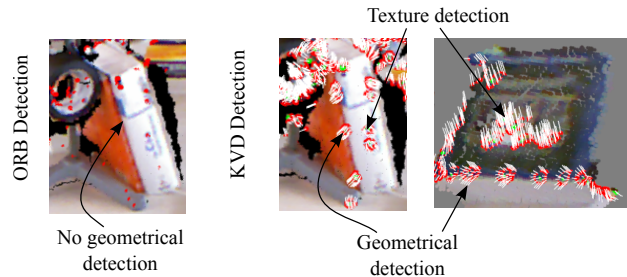 Texture detection
ORB Detection
KVD Detection
No geometrical
detection
Geometrical
detection